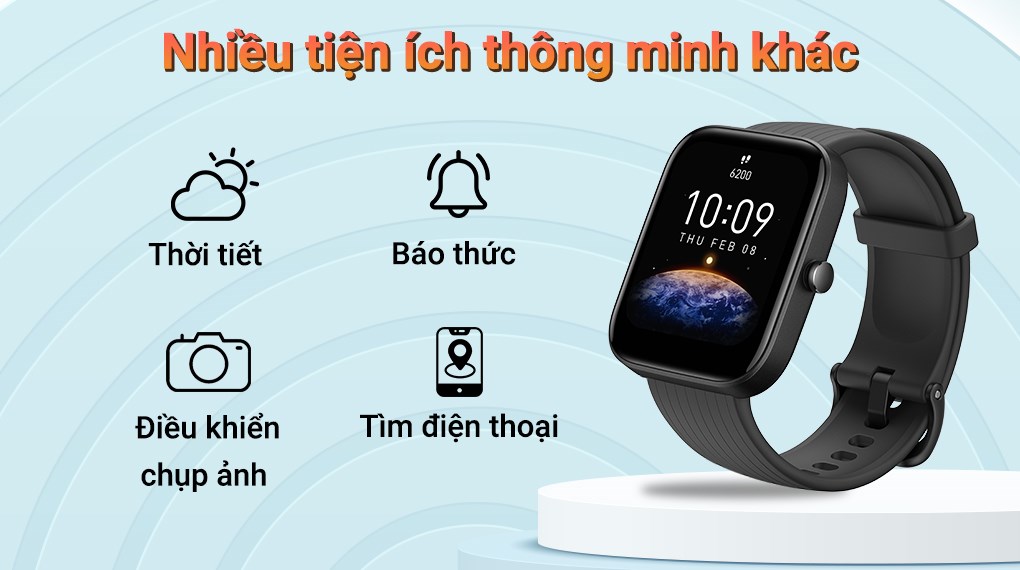 Nhiều tiện ích thông minh khác
Thời tiết
Báo thức
Điều khiển
chụp ảnh
Tìm điện thoại
6200
10:09
THU FEB 08